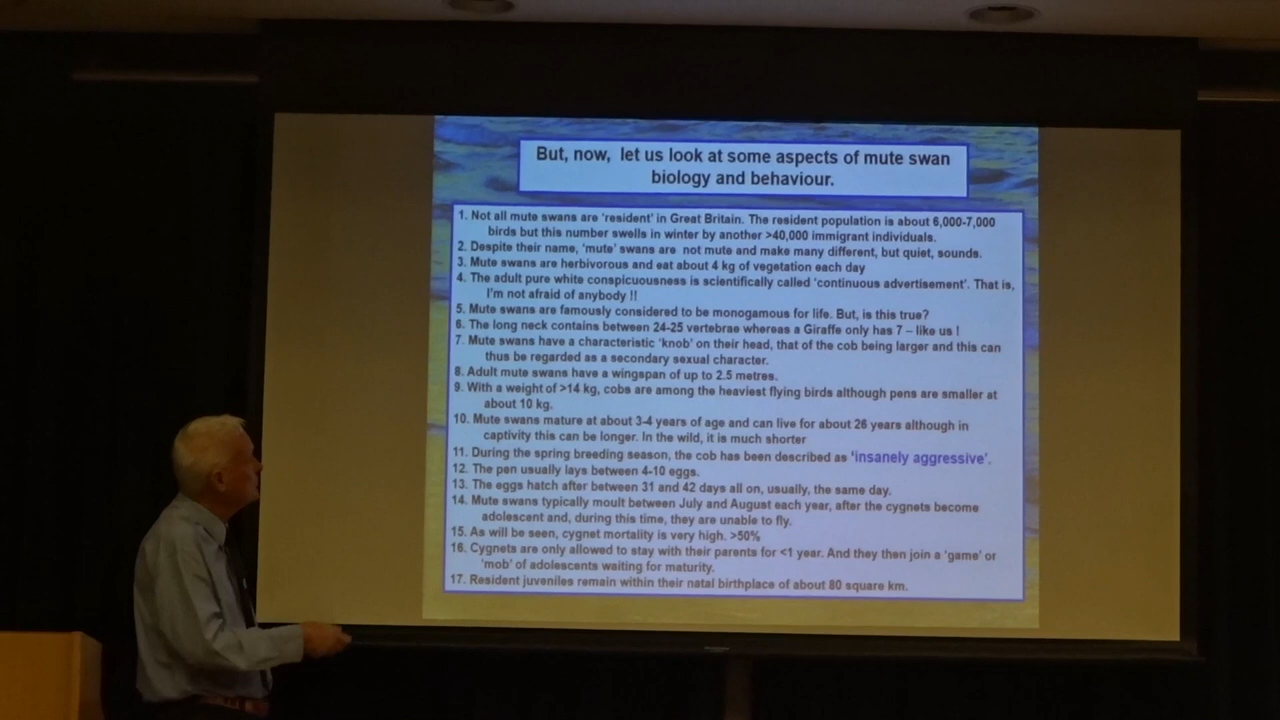 But, now, let us look at some aspects of mute swan
biology and behaviour.
1. Not all mute swans are 'resident' in Great Britain. The resident population is about 6,000-7,000
birds but this number swells in winter by another >40,000 immigrant individuals.
2. Despite their name, 'mute' swans are not mute and make many different, but quiet, sounds.
3. Mute swans are herbivorous and eat about 4 kg of vegetation each day
4. The adult pure white conspicuousness is scientifically called 'continuous advertisement'. That is,
I'm not afraid of anybody !!
5. Mute swans are famously considered to be monogamous for life. But, is this true?
6. The long neck contains between 24-25 vertebrae whereas a Giraffe only has 7 – like us !
7. Mute swans have a characteristic 'knob' on their head, that of the cob being larger and this can
thus be regarded as a secondary sexual character.
8. Adult mute swans have a wingspan of up to 2.5 metres.
9. With a weight of >14 kg, cobs are among the heaviest flying birds although pens are smaller at
about 10 kg.
10. Mute swans mature at about 3-4 years of age and can live for about 26 years although in
captivity this can be longer. In the wild, it is much shorter
11. During the spring breeding season, the cob has been described as 'insanely aggressive'.
12. The pen usually lays between 4-10 eggs.
13. The eggs hatch after between 31 and 42 days all on, usually, the same day.
14. Mute swans typically moult between July and August each year, after the cygnets become
adolescent and, during this time, they are unable to fly.
15. As will be seen, cygnet mortality is very high. >50%
16. Cygnets are only allowed to stay with their parents for <1 year. And they then join a 'game' or
'mob' of adolescents waiting for maturity.
17. Resident juveniles remain within their natal birthplace of about 80 square km.